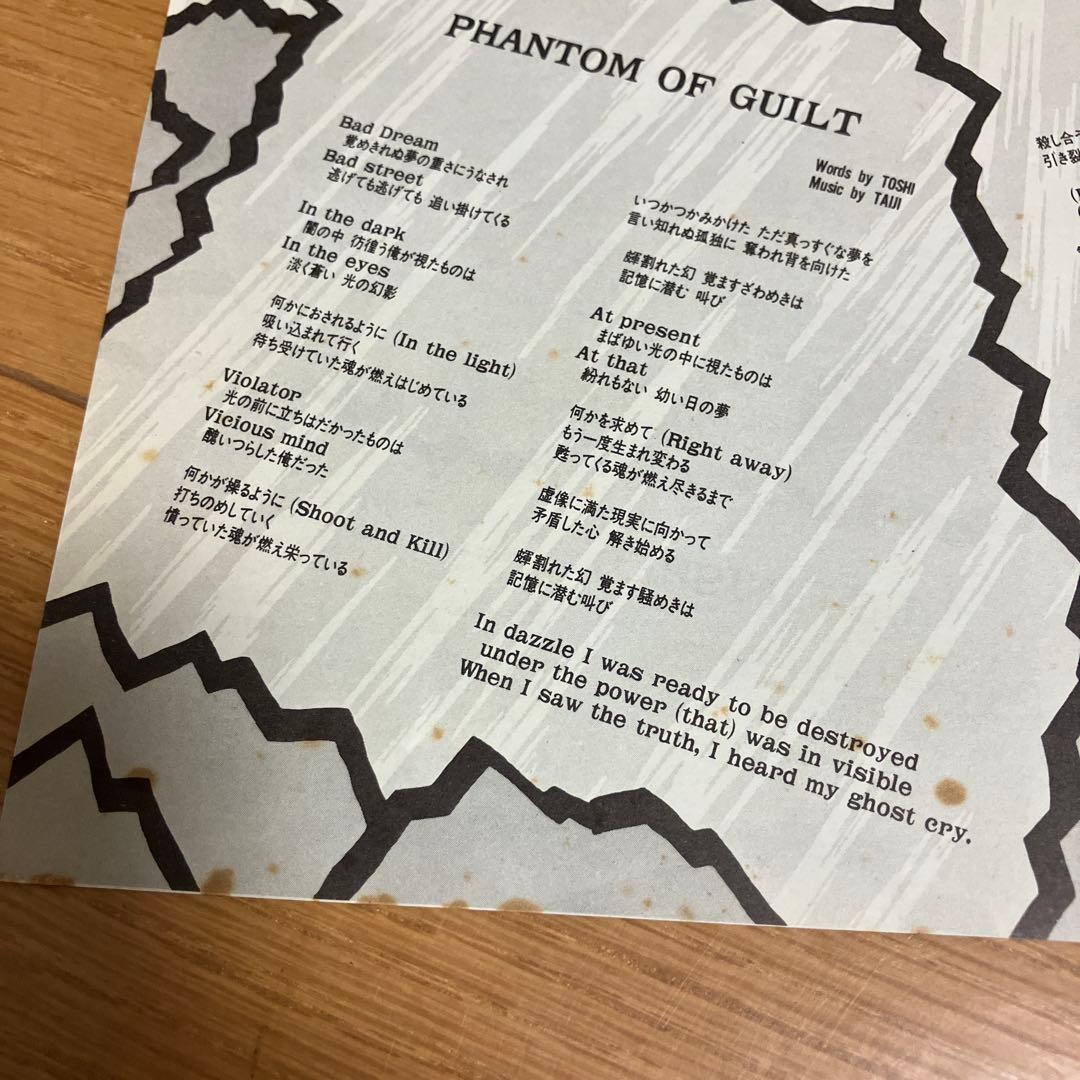 PHANTOM OF GUILT
Words by TOSHI
Music by TAIJI
Bad Dream
覚めきれぬ夢の重さにうなされ
Bad street
逃げても逃げても 追い掛けてくる
In the dark
闇の中 彷徨う俺が視たものは
In the eyes
淡く蒼い 光の幻影
何かにおされるように (In the light)
吸い込まれて行く
待ち受けていた魂が燃えはじめている
Violator
光の前に立ちはだかったものは
Vicious mind
醜いつらした俺だった
何かが操るように (Shoot and Kill)
打ちのめしていく
憤っていた魂が燃え栄っている
いつかつかみかけた ただ真っすぐな夢を
言い知れぬ孤独に 奪われ背を向けた
割れた幻 覚ますざわめきは
記憶に潜む 叫び
At present
まばゆい光の中に視たものは
At that
紛れもない 幼い日の夢
何かを求めて (Right away)
もう一度生まれ変わる
甦ってくる魂が燃え尽きるまで
虚像に満た現実に向かって
矛盾した心 解き始める
割れた幻 覚ます騒めきは
記憶に潜む叫び
In dazzle I was ready to be destroyed
under the power (that) was in visible
When I saw the truth, I heard my ghost cry.
殺し合
引き裂